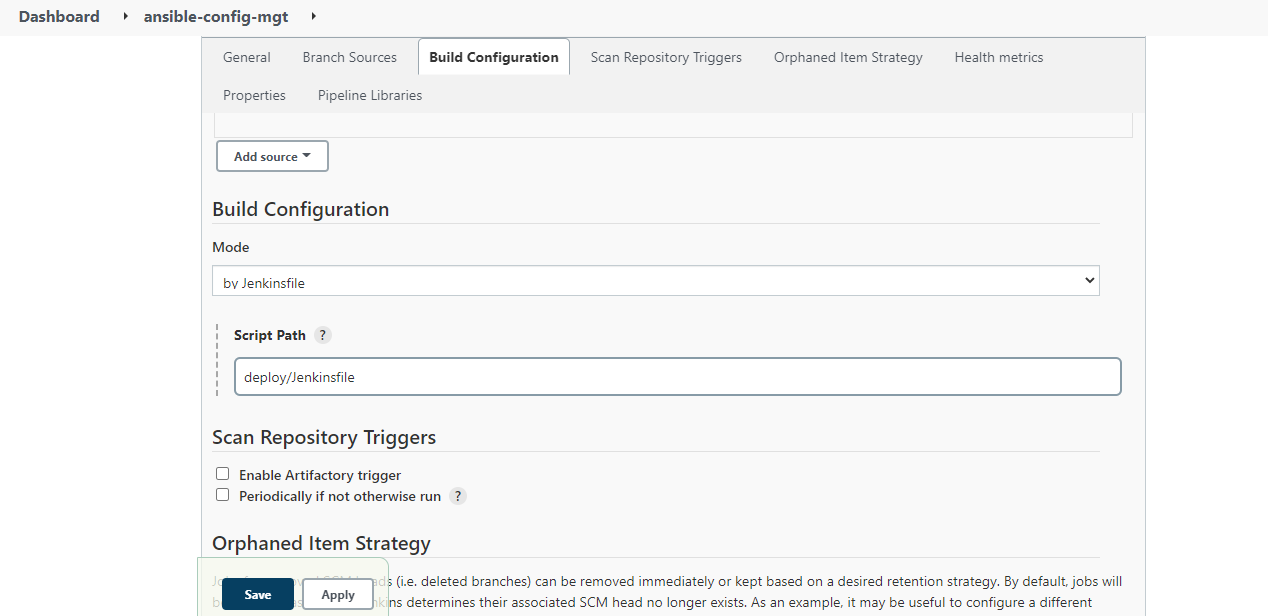 Dashboard ansible-config-mgt
General Branch Sources Build Configuration Scan Repository Triggers Orphaned Item Strategy Health metrics
Properties Pipeline Libraries
Add source
Build Configuration
Mode
by Jenkinsfile
Script Path ?
deploy/Jenkinsfile
Scan Repository Triggers
Enable Artifactory trigger
Periodically if not otherwise run ?
Orphaned Item Strategy
(i.e. deleted branches) can be removed immediately or kept based on a desired retention strategy. By default, jobs will
determines their associated SCM head no longer exists. As an example, it may be useful to configure a different
Save Apply